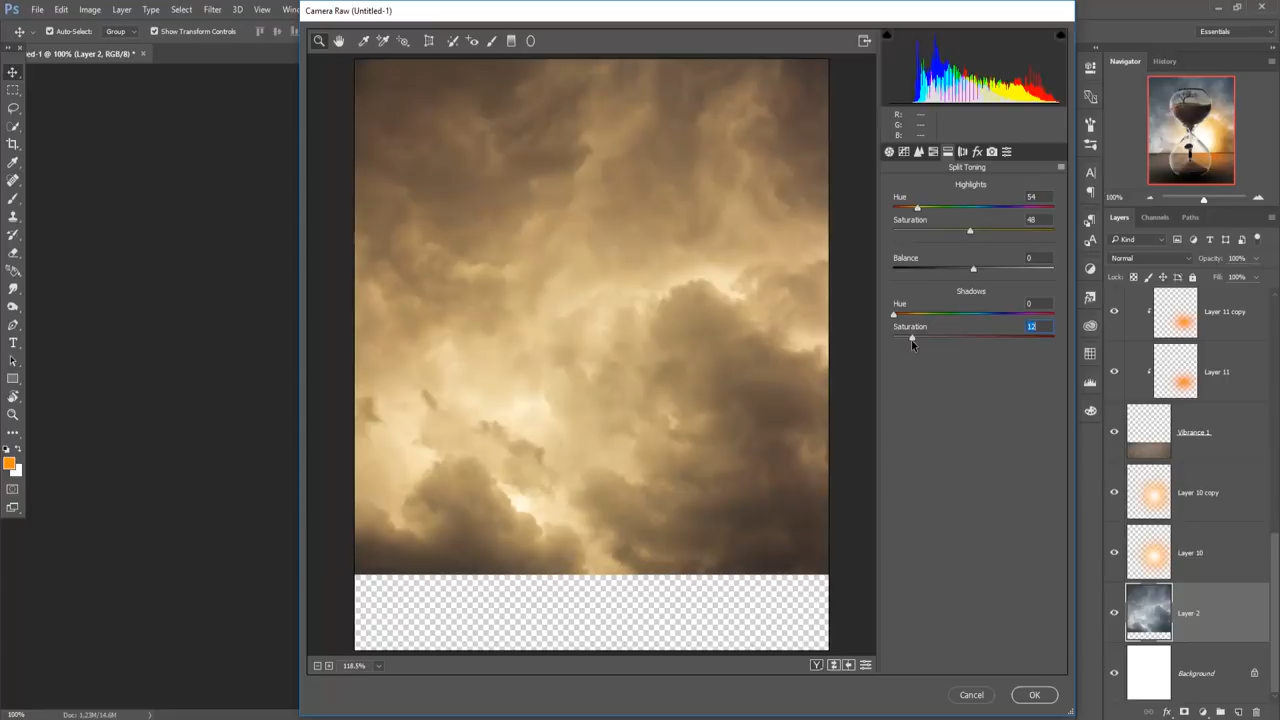 Ps File Edit Image Layer Type Select Filter 3D View
Camera Raw (Untitled-1)
Auto-Select: Group Show Transform Controls
Essentials
ed-1 @ 100% (Layer 2, RGB/8) *
Navigator History
R: ---
G: ---
B: ---
fx
Split Toning
Highlights
Hue 54
Saturation 48
Balance 0
Shadows
Hue 0
Saturation 12
100%
Layers Channels Paths
Kind
Normal Opacity: 100%
Lock: Fill: 100%
Layer 11 copy
Layer 11
Vibrance 1
Layer 10 copy
Layer 10
Layer 2
Background
118.5%
Y
Cancel OK
100% Doc: 1.23M/14.6M
fx